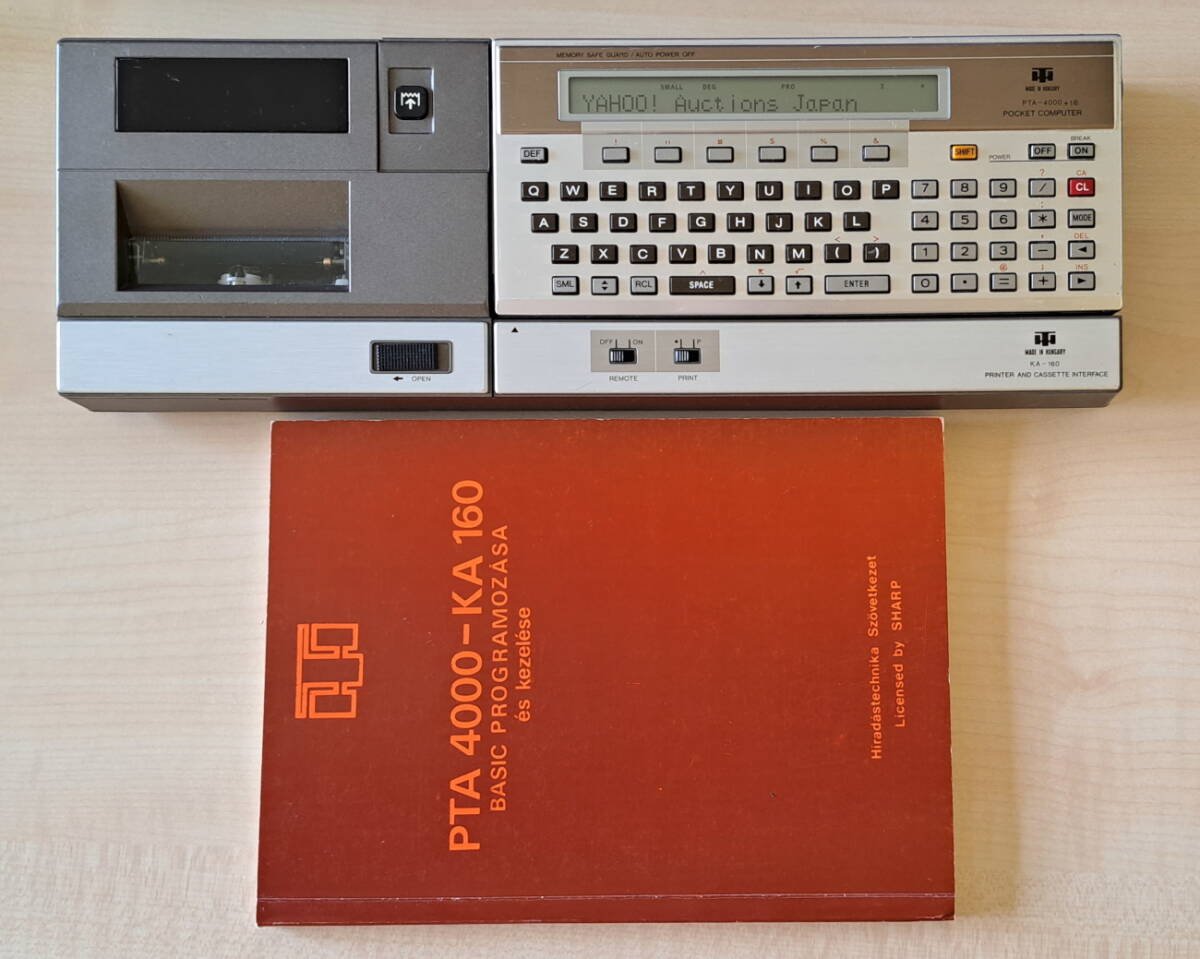 MEMORY SAFE GUARD / AUTO POWER OFF
SMALL DEG PRO
YAHOO! Auctions Japan
MADE IN HUNGARY
PTA-4000+16
POCKET COMPUTER
BREAK
DEF ! " # $ % & SHIFT POWER OFF ON
? CA
Q W E R T Y U I O P 7 8 9 / CL
:
A S D F G H J K L 4 5 6 * MODE
< > , DEL
Z X C V B N M ( ) 1 2 3 − ◄
^ √ @ ; INS
SML RCL SPACE ↓ ↑ ENTER 0 • = + ►
OFF ON ◄ P
REMOTE PRINT
← OPEN
MADE IN HUNGARY
KA-160
PRINTER AND CASSETTE INTERFACE
PTA 4000–KA 160
BASIC PROGRAMOZÁSA
és kezelése
Híradástechnika Szövetkezet
Licensed by SHARP